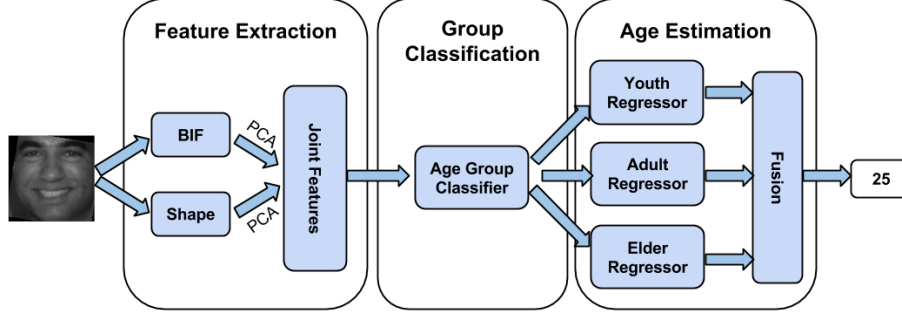 Feature Extraction
Group
Classification
Age Estimation
BIF
PCA
Shape
PCA
Joint Features
Age Group
Classifier
Youth
Regressor
Adult
Regressor
Elder
Regressor
Fusion
25